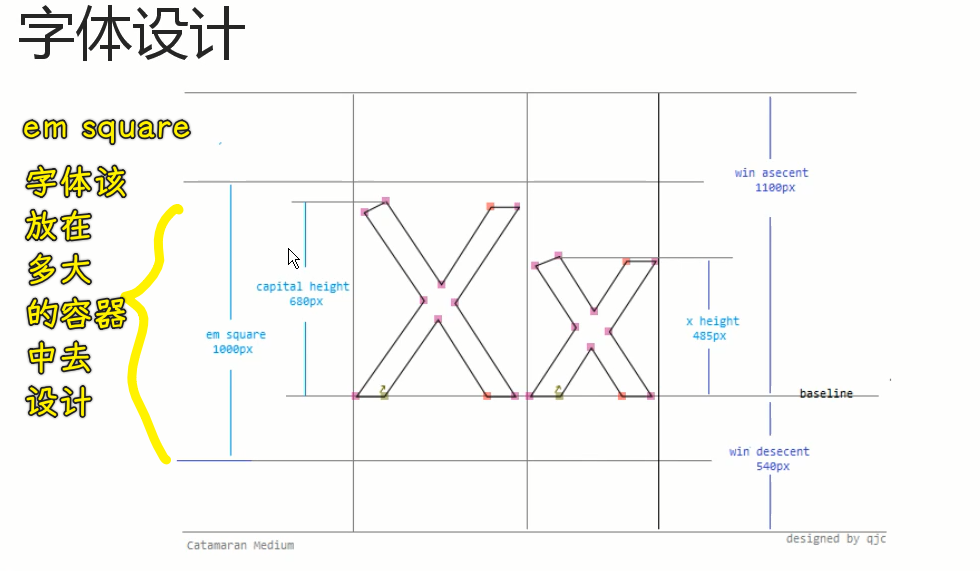 字体设计
em square
字体该
放在
多大
的容器
中去
设计
win asecent
1100px
capital height
680px
em square
1000px
x height
485px
baseline
win desecent
540px
Catamaran Medium
designed by qjc